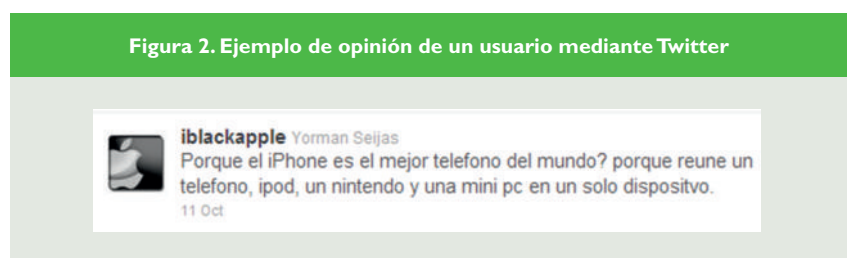 Figura 2. Ejemplo de opinión de un usuario mediante Twitter
iblackapple Yorman Seijas
Porque el iPhone es el mejor telefono del mundo? porque reune un
telefono, ipod, un nintendo y una mini pc en un solo dispositvo.
11 Oct